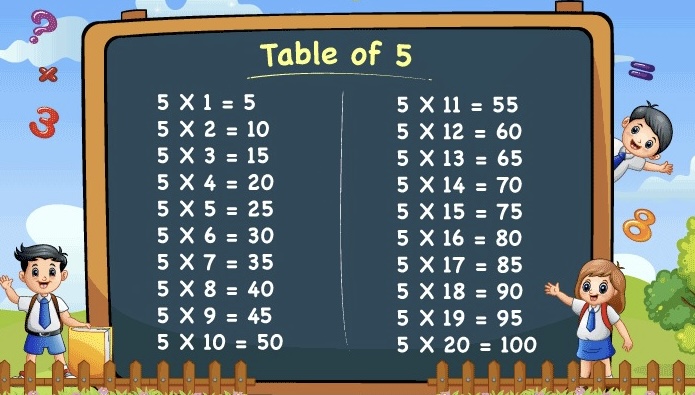 Table of 5
5 X 1 = 5
5 X 2 = 10
5 X 3 = 15
5 X 4 = 20
5 X 5 = 25
5 X 6 = 30
5 X 7 = 35
5 X 8 = 40
5 X 9 = 45
5 X 10 = 50
5 X 11 = 55
5 X 12 = 60
5 X 13 = 65
5 X 14 = 70
5 X 15 = 75
5 X 16 = 80
5 X 17 = 85
5 X 18 = 90
5 X 19 = 95
5 X 20 = 100
?
×
3
=
8